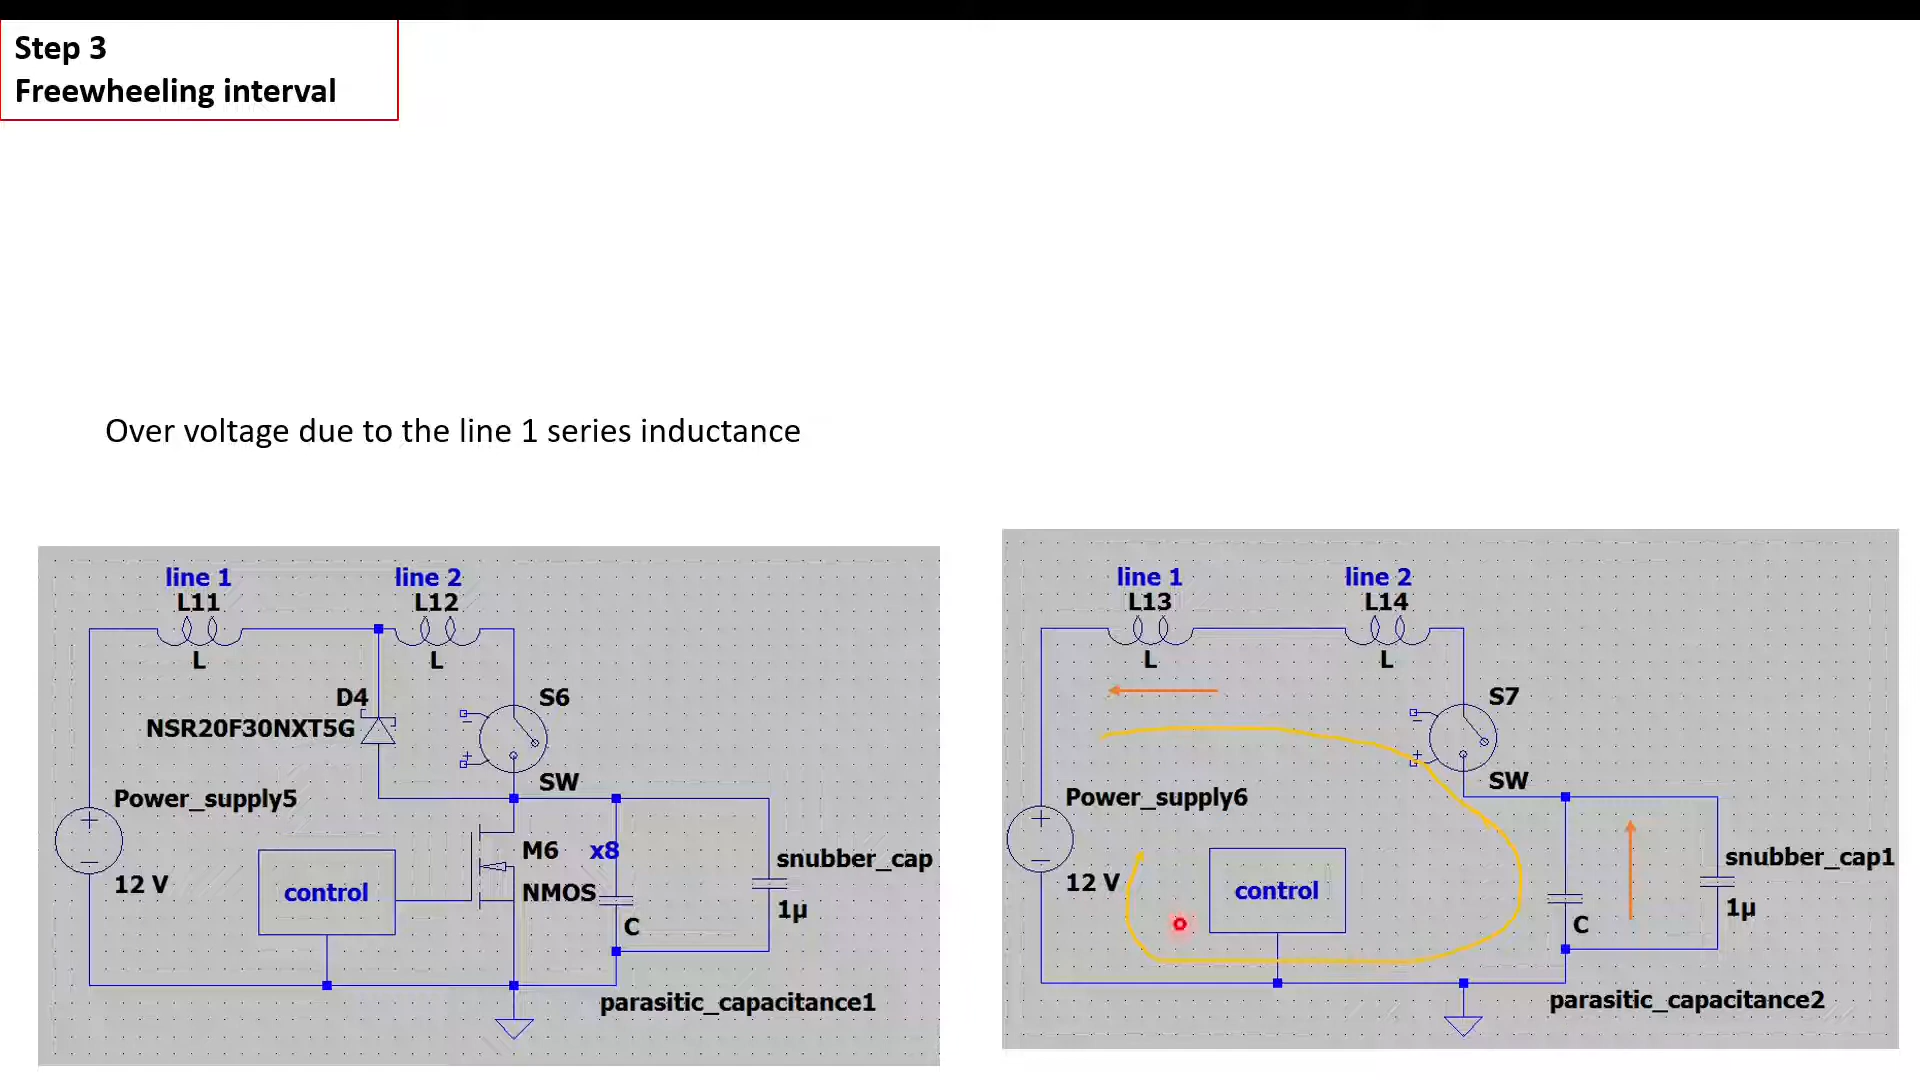 Step 3
Freewheeling interval
Over voltage due to the line 1 series inductance
line 1
line 2
L11
L12
L
L
D4
S6
NSR20F30NXT5G
SW
Power_supply5
M6
x8
snubber_cap
12 V
control
NMOS
1µ
C
parasitic_capacitance1
line 1
line 2
L13
L14
L
L
S7
SW
Power_supply6
snubber_cap1
12 V
control
1µ
C
parasitic_capacitance2